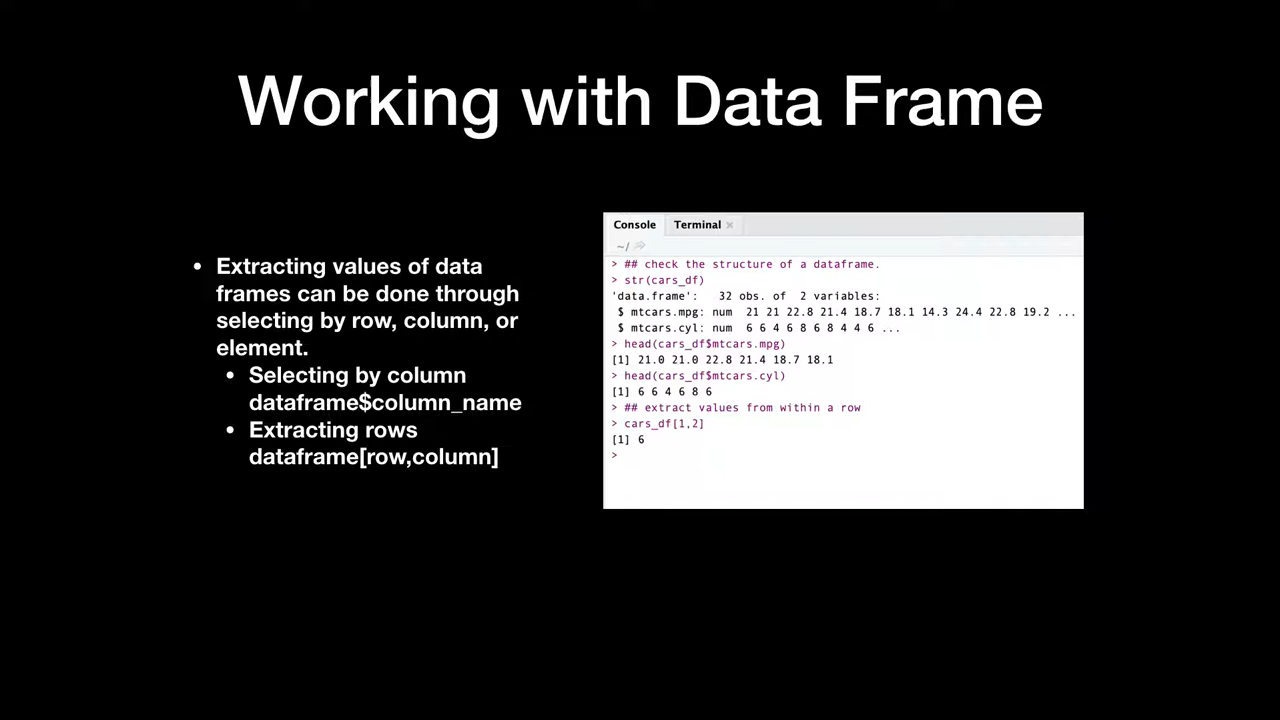 Working with Data Frame
• Extracting values of data
frames can be done through
selecting by row, column, or
element.
• Selecting by column
dataframe$column_name
• Extracting rows
dataframe[row,column]
Console Terminal ×
~/
> ## check the structure of a dataframe.
> str(cars_df)
'data.frame': 32 obs. of 2 variables:
$ mtcars.mpg: num 21 21 22.8 21.4 18.7 18.1 14.3 24.4 22.8 19.2 ...
$ mtcars.cyl: num 6 6 4 6 8 6 8 4 4 6 ...
> head(cars_df$mtcars.mpg)
[1] 21.0 21.0 22.8 21.4 18.7 18.1
> head(cars_df$mtcars.cyl)
[1] 6 6 4 6 8 6
> ## extract values from within a row
> cars_df[1,2]
[1] 6
>